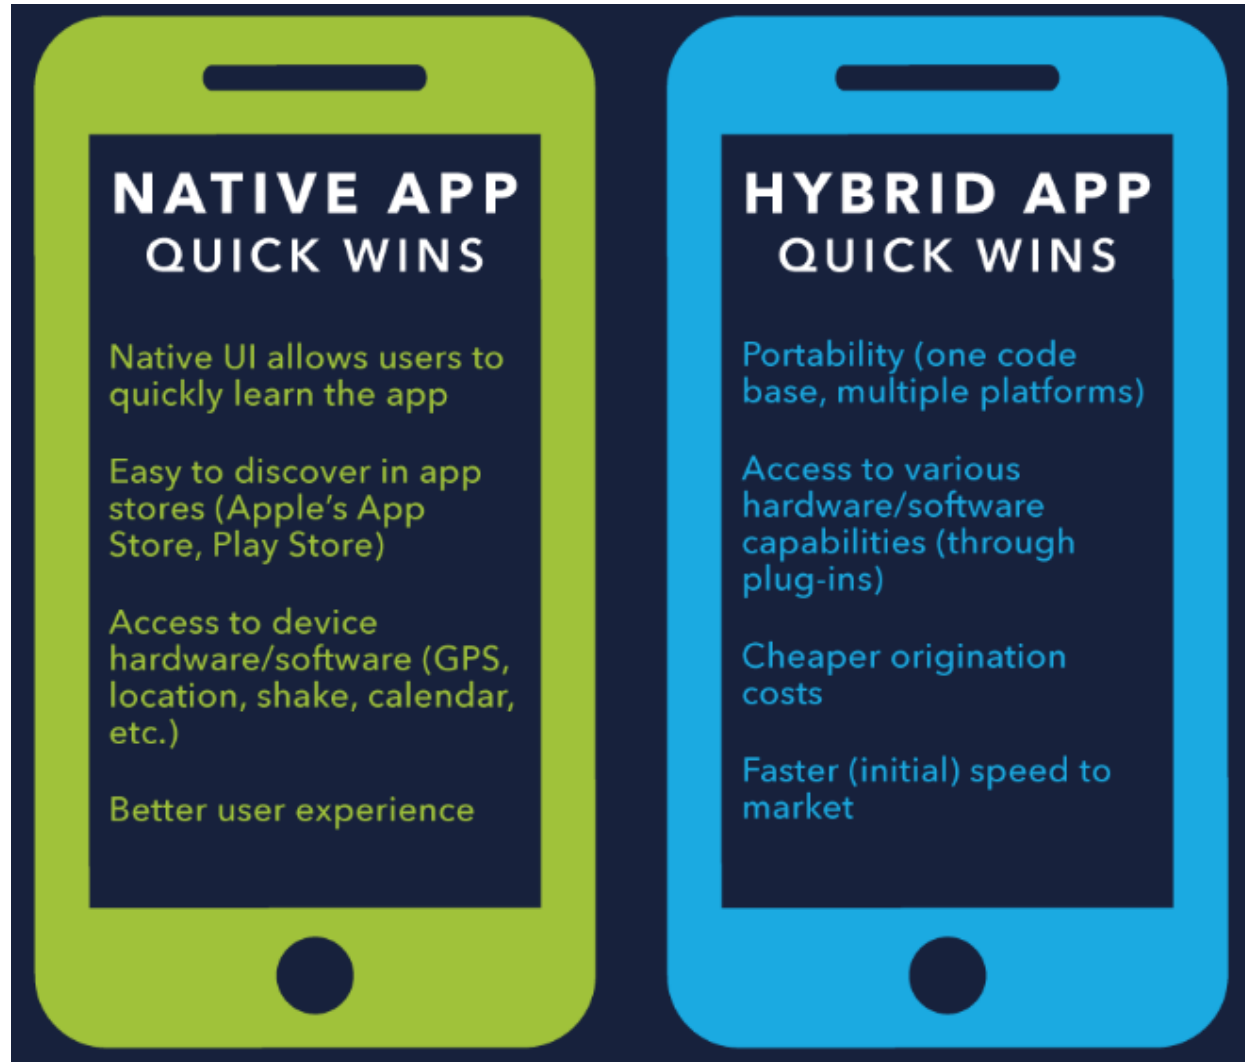 NATIVE APP
QUICK WINS
Native UI allows users to
quickly learn the app
Easy to discover in app
stores (Apple's App
Store, Play Store)
Access to device
hardware/software (GPS,
location, shake, calendar,
etc.)
Better user experience
HYBRID APP
QUICK WINS
Portability (one code
base, multiple platforms)
Access to various
hardware/software
capabilities (through
plug-ins)
Cheaper origination
costs
Faster (initial) speed to
market